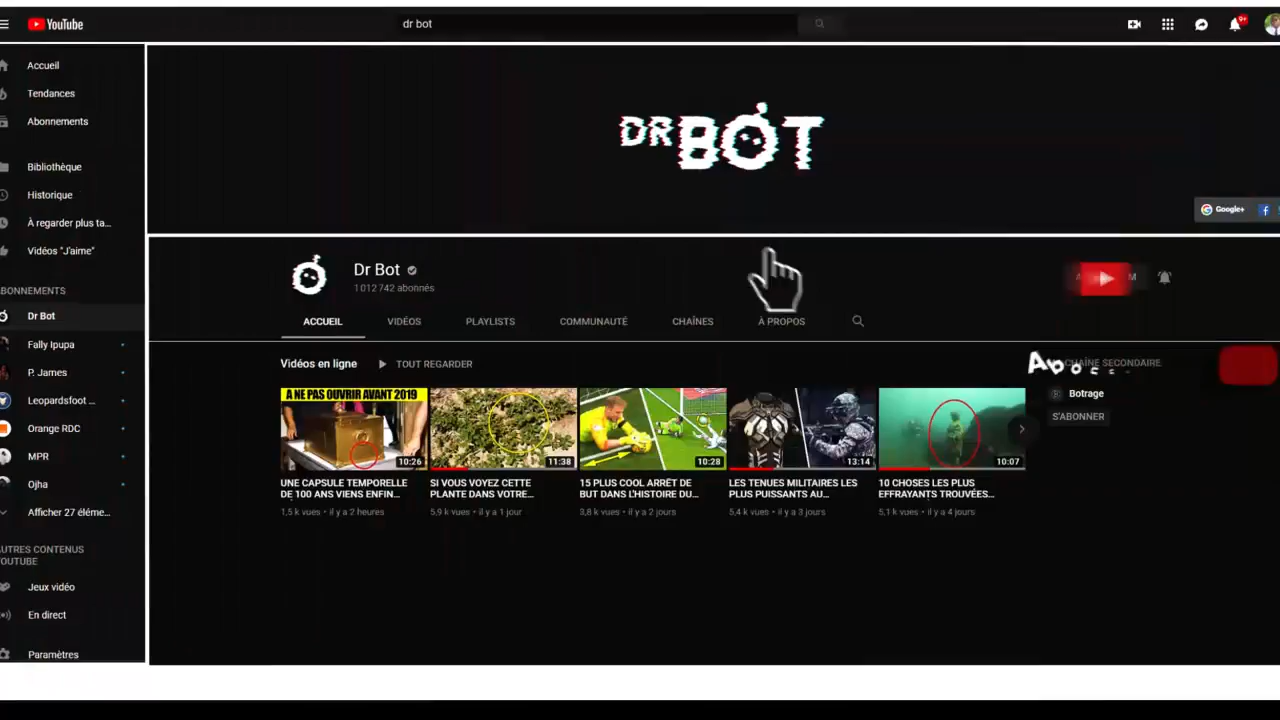 YouTube
dr bot
9+
Accueil
Tendances
Abonnements
Bibliothèque
Historique
À regarder plus ta...
Vidéos "J'aime"
BONNEMENTS
Dr Bot
Fally Ipupa
P. James
Leopardsfoot ...
Orange RDC
MPR
Ojha
Afficher 27 éléme...
AUTRES CONTENUS
YOUTUBE
Jeux vidéo
En direct
Paramètres
DR BOT
Google+
Dr Bot
1 012 742 abonnés
ACCUEIL
VIDÉOS
PLAYLISTS
COMMUNAUTÉ
CHAÎNES
À PROPOS
Vidéos en ligne
TOUT REGARDER
A NE PAS OUVRIR AVANT 2019
10:26
11:38
10:28
13:14
10:07
UNE CAPSULE TEMPORELLE
DE 100 ANS VIENS ENFIN...
1,5 k vues • il y a 2 heures
SI VOUS VOYEZ CETTE
PLANTE DANS VOTRE...
5,9 k vues • il y a 1 jour
15 PLUS COOL ARRÊT DE
BUT DANS L'HISTOIRE DU...
3,8 k vues • il y a 2 jours
LES TENUES MILITAIRES LES
PLUS PUISSANTS AU...
5,4 k vues • il y a 3 jours
10 CHOSES LES PLUS
EFFRAYANTS TROUVÉES...
5,1 k vues • il y a 4 jours
CHAÎNE SECONDAIRE
Botrage
S'ABONNER